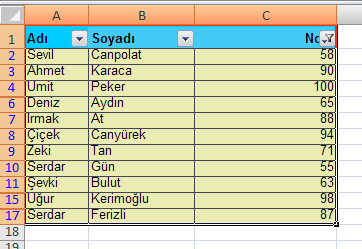 A B C
1 Adı Soyadı
2 Sevil Canpolat 58
3 Ahmet Karaca 90
4 Umit Peker 100
6 Deniz Aydın 65
7 Irmak At 88
8 Çiçek Canyürek 94
9 Zeki Tan 71
10 Serdar Gün 55
11 Şevki Bulut 63
15 Uğur Kerimoğlu 98
17 Serdar Ferizli 87
18
19